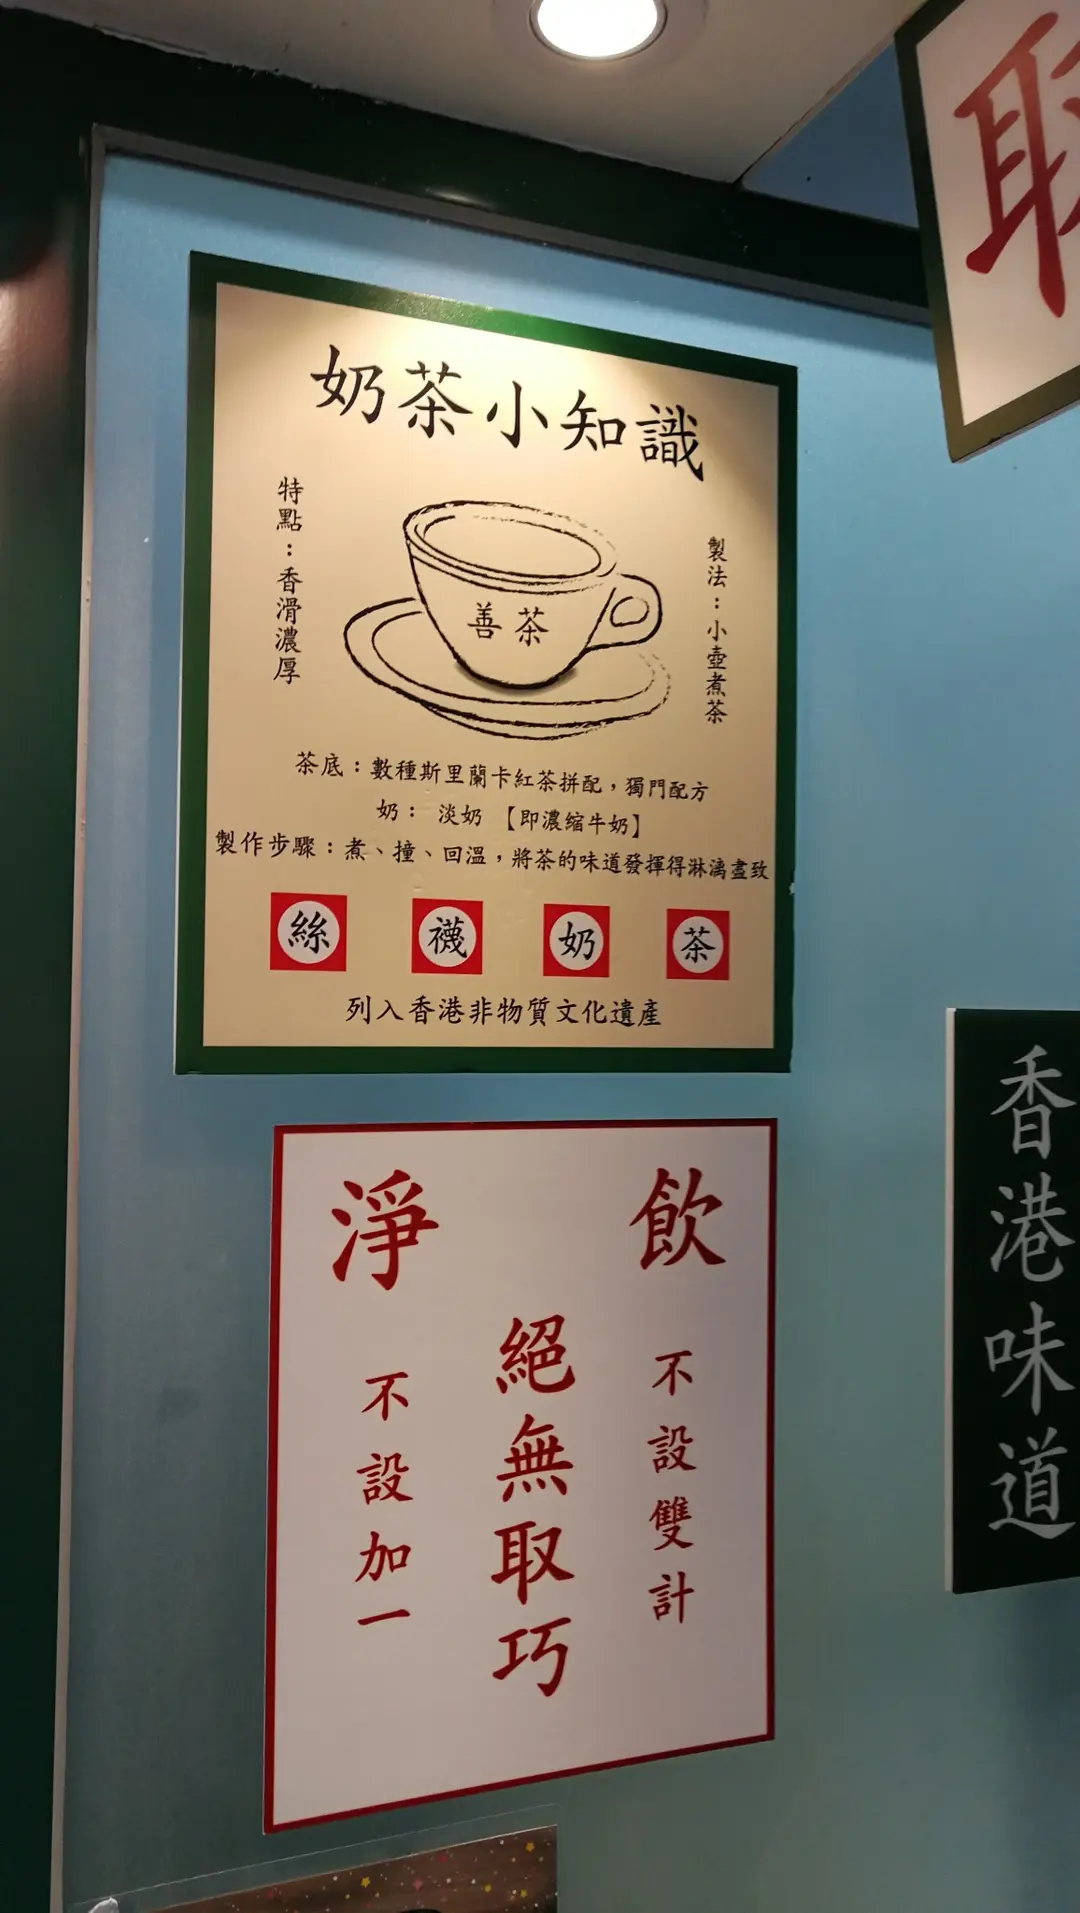 奶茶小知識
特點：香滑濃厚
善茶
製法：小壺煮茶
茶底：數種斯里蘭卡紅茶拼配，獨門配方
奶： 淡奶 【即濃缩牛奶】
製作步驟：煮、撞、回溫，將茶的味道發揮得淋漓盡致
絲 襪 奶 茶
列入香港非物質文化遺產
淨 飲
不設雙計
絕無取巧
不設加一
香港味道